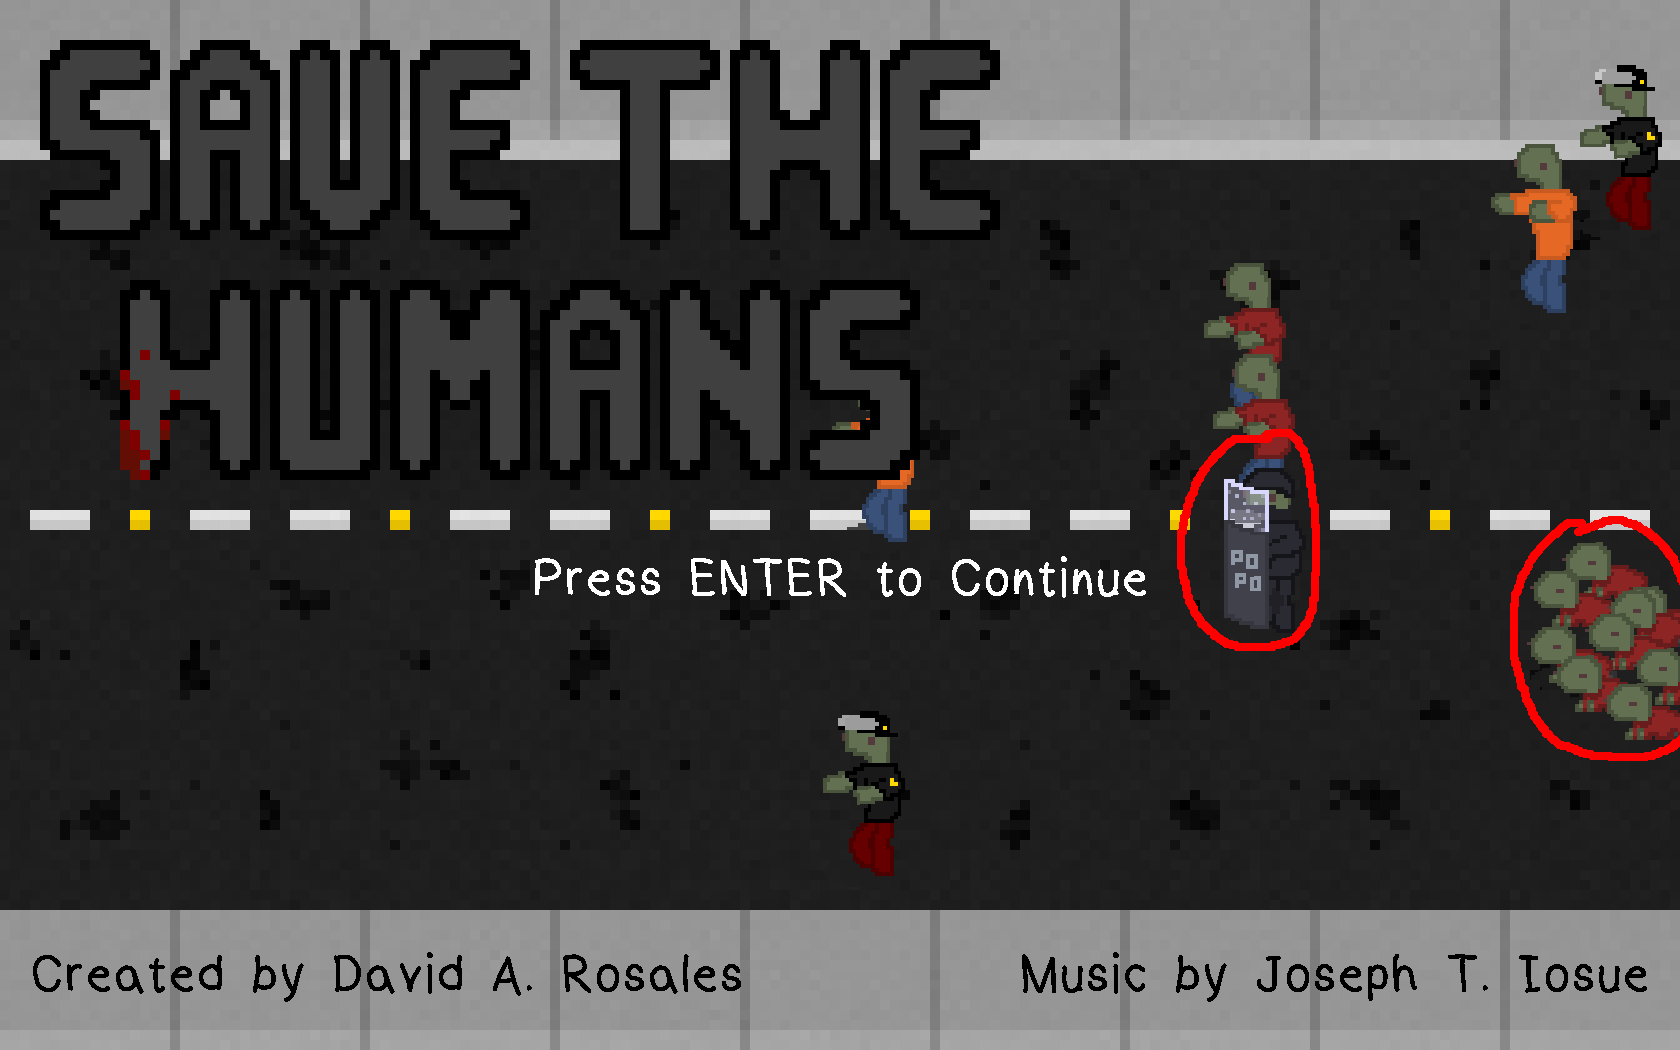 SAVE THE
HUMANS
Press ENTER to Continue
PO
PO
Created by David A. Rosales
Music by Joseph T. Iosue